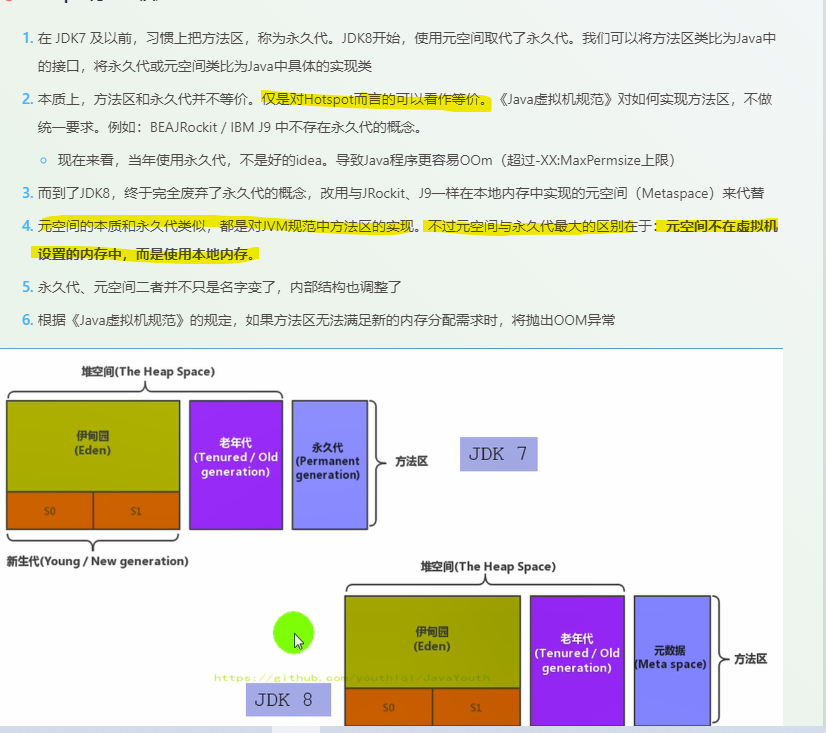 1. 在 JDK7 及以前，习惯上把方法区，称为永久代。JDK8开始，使用元空间取代了永久代。我们可以将方法区类比为Java中
的接口，将永久代或元空间类比为Java中具体的实现类
2. 本质上，方法区和永久代并不等价。仅是对Hotspot而言的可以看作等价。《Java虚拟机规范》对如何实现方法区，不做
统一要求。例如：BEAJRockit / IBM J9 中不存在永久代的概念。
现在来看，当年使用永久代，不是好的idea。导致Java程序更容易OOm（超过-XX:MaxPermsize上限）
3. 而到了JDK8，终于完全废弃了永久代的概念，改用与JRockit、J9一样在本地内存中实现的元空间（Metaspace）来代替
4. 元空间的本质和永久代类似，都是对JVM规范中方法区的实现。不过元空间与永久代最大的区别在于：元空间不在虚拟机
设置的内存中，而是使用本地内存。
5. 永久代、元空间二者并不只是名字变了，内部结构也调整了
6. 根据《Java虚拟机规范》的规定，如果方法区无法满足新的内存分配需求时，将抛出OOM异常
堆空间(The Heap Space)
伊甸园
(Eden)
S0
S1
老年代
(Tenured / Old
generation)
永久代
(Permanent
generation)
方法区
JDK 7
新生代(Young / New generation)
堆空间(The Heap Space)
伊甸园
(Eden)
S0
S1
老年代
(Tenured / Old
generation)
元数据
(Meta space)
方法区
https://github.com/youthlql/JavaYouth
JDK 8